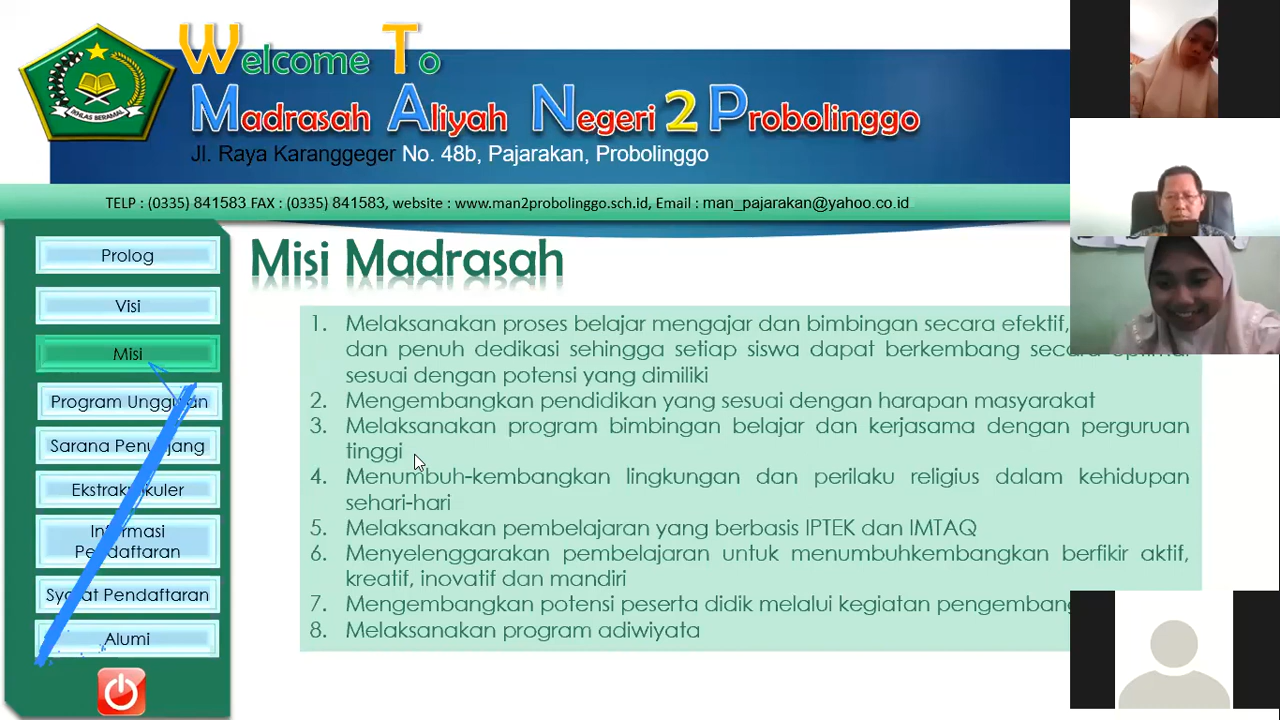 Welcome To
Madrasah Aliyah Negeri 2 Probolinggo
Jl. Raya Karanggeger No. 48b, Pajarakan, Probolinggo
IKHLAS BERAMAL
TELP : (0335) 841583 FAX : (0335) 841583, website : www.man2probolinggo.sch.id, Email : man_pajarakan@yahoo.co.id
Prolog
Visi
Misi
Program Unggulan
Sarana Penunjang
Ekstrakurikuler
Informasi
Pendaftaran
Syarat Pendaftaran
Alumi
Misi Madrasah
1. Melaksanakan proses belajar mengajar dan bimbingan secara efektif,
dan penuh dedikasi sehingga setiap siswa dapat berkembang secara optimal
sesuai dengan potensi yang dimiliki
2. Mengembangkan pendidikan yang sesuai dengan harapan masyarakat
3. Melaksanakan program bimbingan belajar dan kerjasama dengan perguruan
tinggi
4. Menumbuh-kembangkan lingkungan dan perilaku religius dalam kehidupan
sehari-hari
5. Melaksanakan pembelajaran yang berbasis IPTEK dan IMTAQ
6. Menyelenggarakan pembelajaran untuk menumbuhkembangkan berfikir aktif,
kreatif, inovatif dan mandiri
7. Mengembangkan potensi peserta didik melalui kegiatan
8. Melaksanakan program adiwiyata